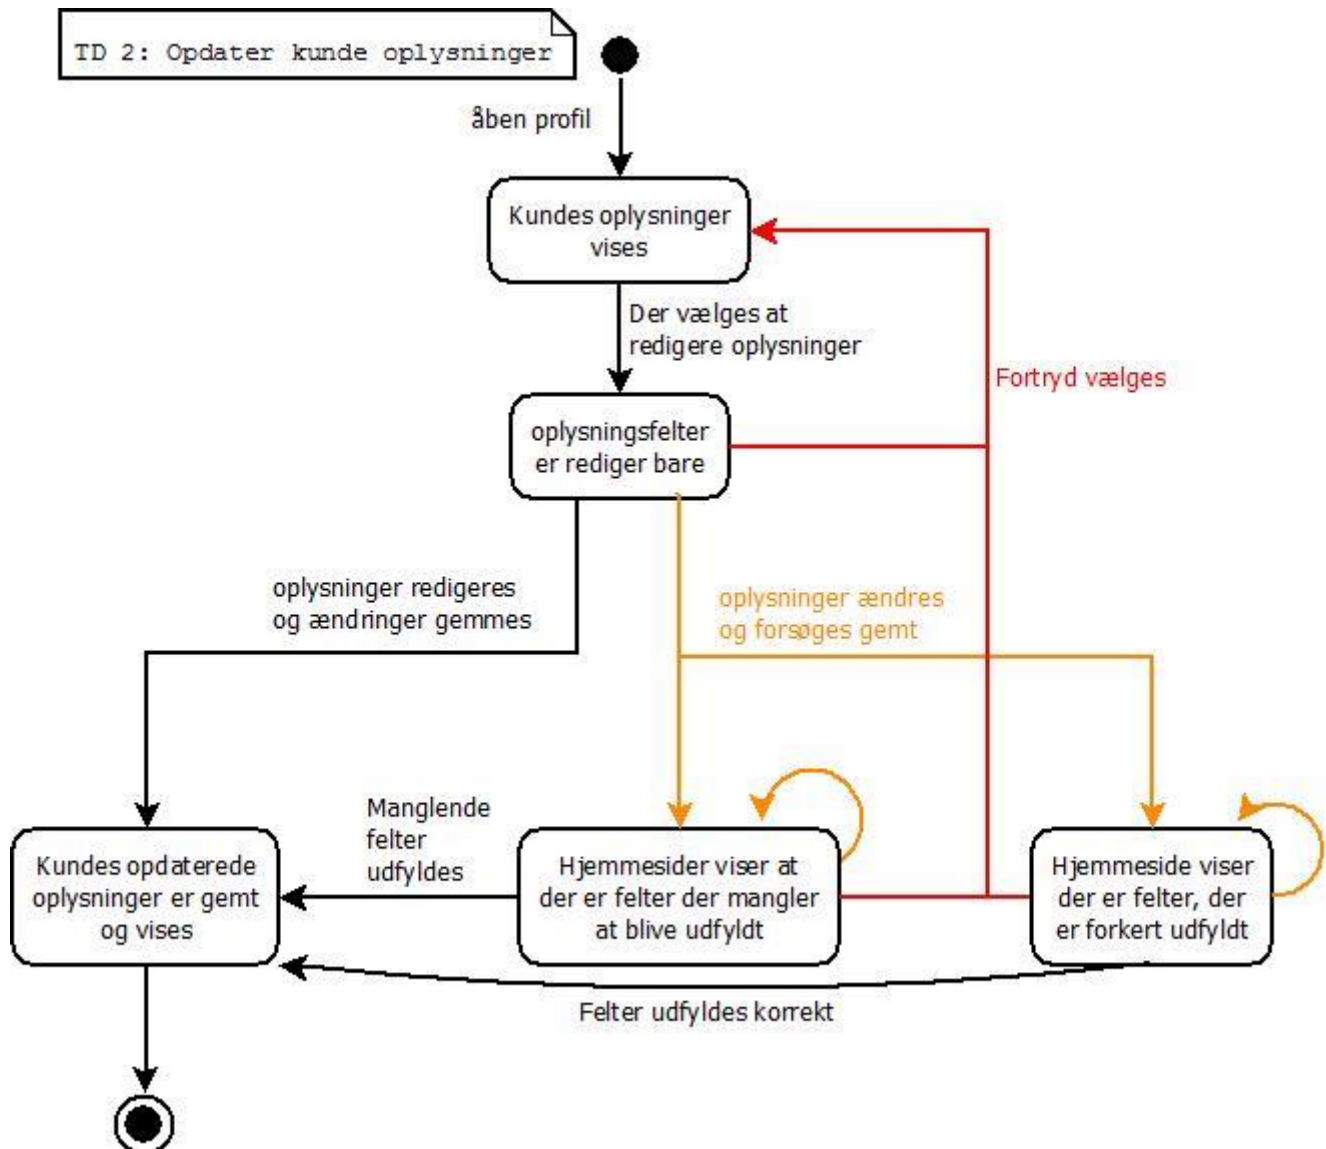 TD 2: Opdater kunde oplysninger
åben profil
Kundes oplysninger
vises
Der vælges at
redigere oplysninger
Fortryd vælges
oplysningsfelter
er rediger bare
oplysninger redigeres
og ændringer gemmes
oplysninger ændres
og forsøges gemt
Manglende
felter
udfyldes
Kundes opdaterede
oplysninger er gemt
og vises
Hjemmesider viser at
der er felter der mangler
at blive udfyldt
Hjemmeside viser
der er felter, der
er forkert udfyldt
Felter udfyldes korrekt